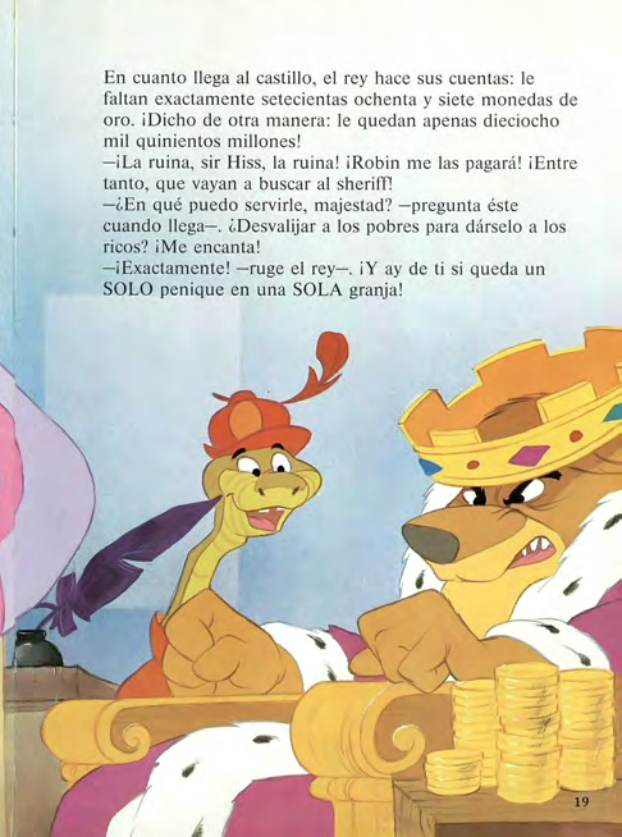 En cuanto llega al castillo, el rey hace sus cuentas: le
faltan exactamente setecientas ochenta y siete monedas de
oro. ¡Dicho de otra manera: le quedan apenas dieciocho
mil quinientos millones!
—¡La ruina, sir Hiss, la ruina! ¡Robin me las pagará! ¡Entre
tanto, que vayan a buscar al sheriff!
—¿En qué puedo servirle, majestad? —pregunta éste
cuando llega—. ¿Desvalijar a los pobres para dárselo a los
ricos? ¡Me encanta!
—¡Exactamente! —ruge el rey—. ¡Y ay de ti si queda un
SOLO penique en una SOLA granja!
19